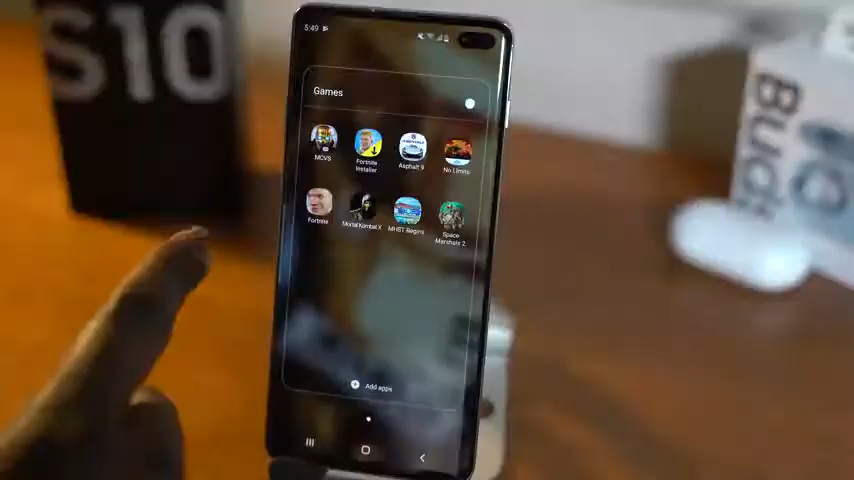 S10
5:49
Games
MCVS
Fortnite
Installer
Asphalt 9
No Limits
Fortnite
Mortal Kombat X
MHST Begins
Space
Marshals 2
Add apps
Buds